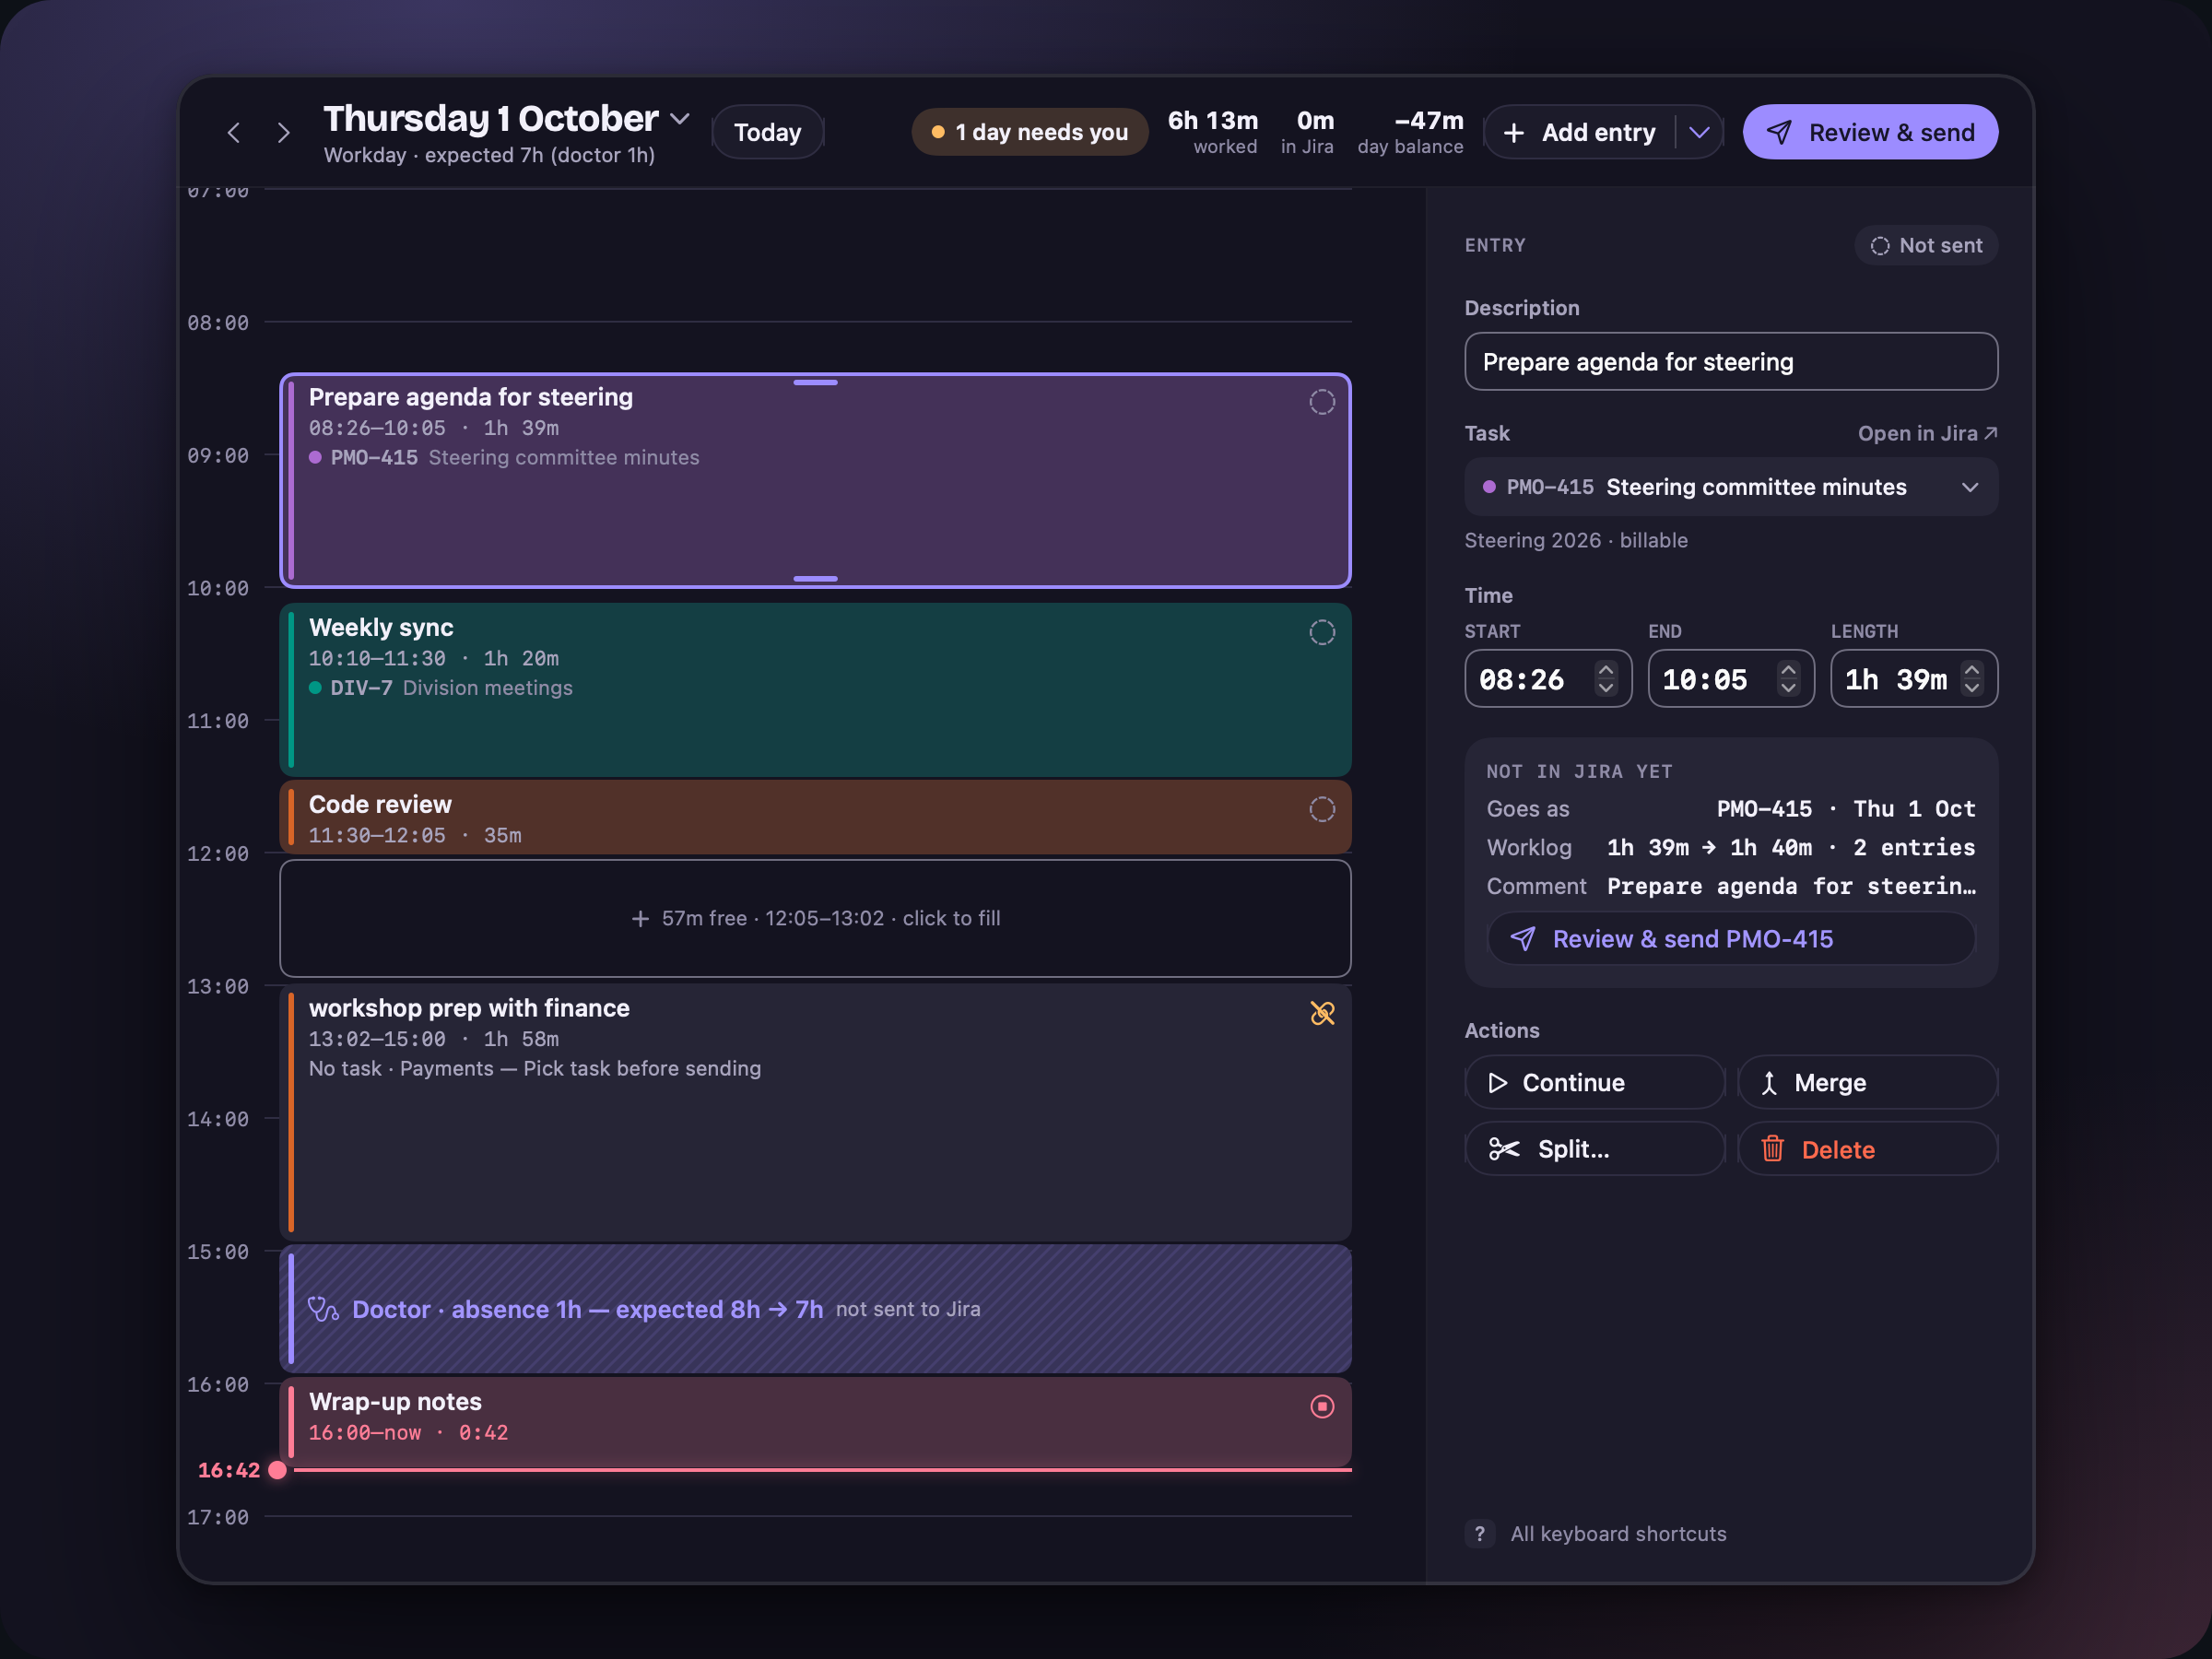 Thursday 1 October
Workday · expected 7h (doctor 1h)
Today
1 day needs you
6h 13m
worked
0m
in Jira
−47m
day balance
Add entry
Review & send
07:00
08:00
09:00
10:00
11:00
12:00
13:00
14:00
15:00
16:00
16:42
17:00
Prepare agenda for steering
08:26–10:05 · 1h 39m
PMO-415 Steering committee minutes
Weekly sync
10:10–11:30 · 1h 20m
DIV-7 Division meetings
Code review
11:30–12:05 · 35m
57m free · 12:05–13:02 · click to fill
workshop prep with finance
13:02–15:00 · 1h 58m
No task · Payments — Pick task before sending
Doctor · absence 1h — expected 8h → 7h not sent to Jira
Wrap-up notes
16:00–now · 0:42
ENTRY
Not sent
Description
Prepare agenda for steering
Task
Open in Jira
PMO-415 Steering committee minutes
Steering 2026 · billable
Time
START
END
LENGTH
08:26
10:05
1h 39m
NOT IN JIRA YET
Goes as PMO-415 · Thu 1 Oct
Worklog 1h 39m → 1h 40m · 2 entries
Comment Prepare agenda for steerin…
Review & send PMO-415
Actions
Continue
Merge
Split…
Delete
? All keyboard shortcuts